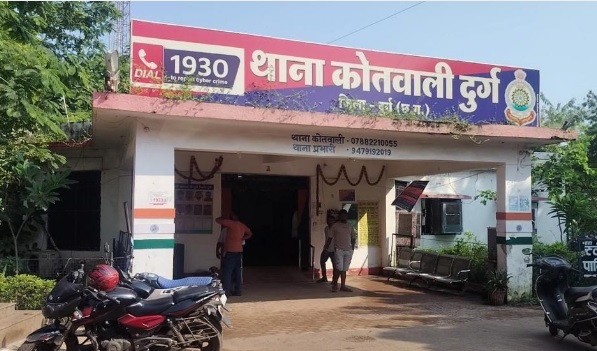 DIAL 1930
to report cyber crime
थाना कोतवाली दुर्ग
जिला - दुर्ग (छ.ग.)
थाना कोतवाली - 07882210055
थाना प्रभारी - 9479192019